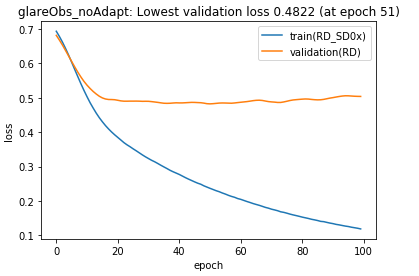 glareObs_noAdapt: Lowest validation loss 0.4822 (at epoch 51)
train(RD_SD0x)
validation(RD)
loss
0.7
0.6
0.5
0.4
0.3
0.2
0.1
0 20 40 60 80 100
epoch